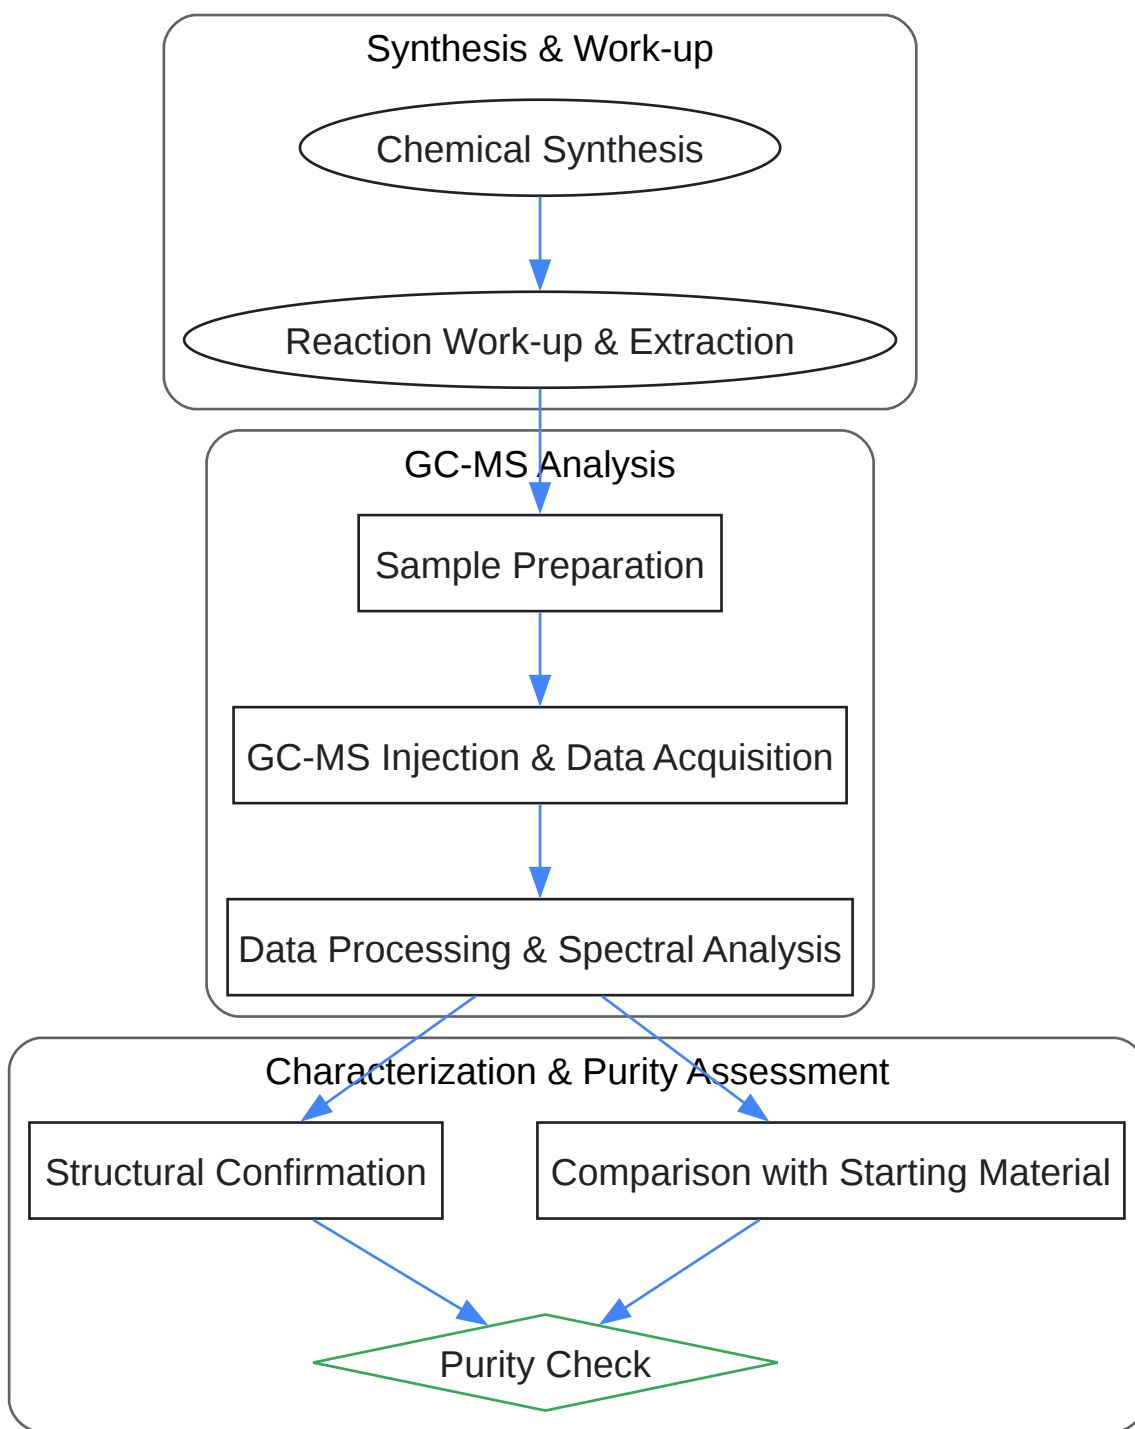 Synthesis & Work-up
Chemical Synthesis
Reaction Work-up & Extraction
GC-MS Analysis
Sample Preparation
GC-MS Injection & Data Acquisition
Data Processing & Spectral Analysis
Characterization & Purity Assessment
Structural Confirmation
Comparison with Starting Material
Purity Check